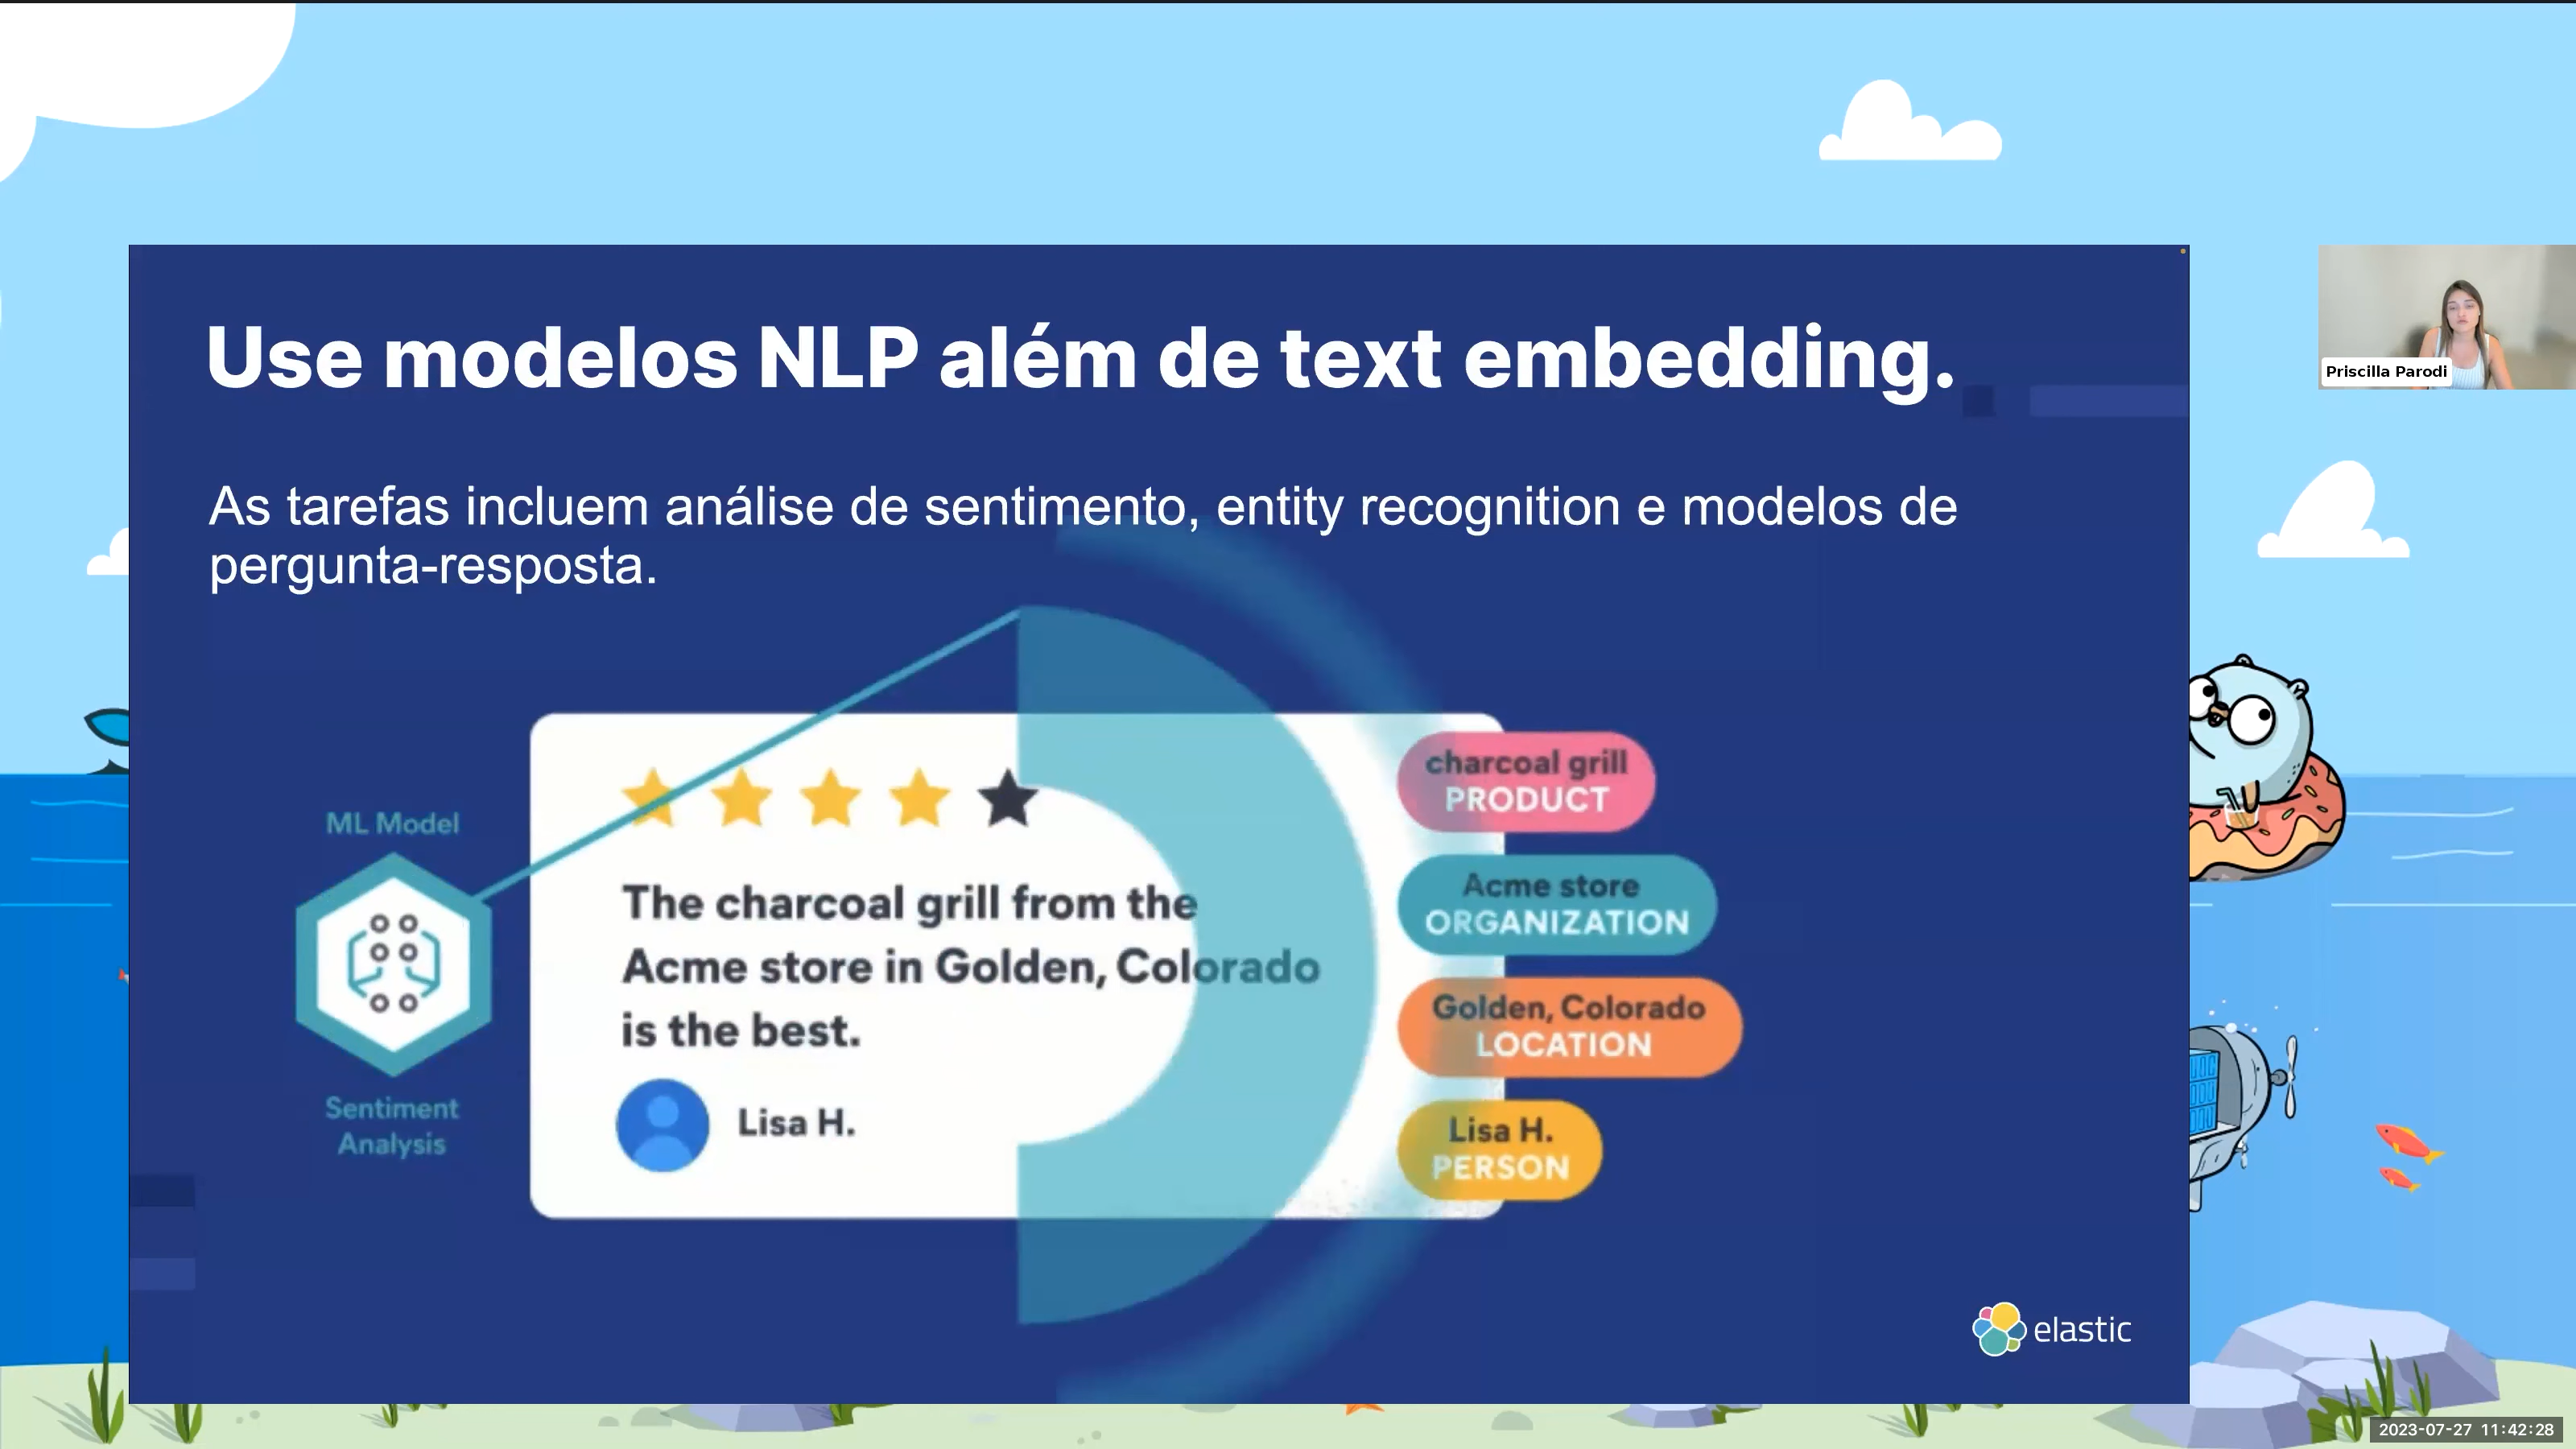 Use modelos NLP além de text embedding.
As tarefas incluem análise de sentimento, entity recognition e modelos de
pergunta-resposta.
Priscilla Parodi
ML Model
Sentiment
Analysis
The charcoal grill from the
Acme store in Golden, Colorado
is the best.
Lisa H.
charcoal grill
PRODUCT
Acme store
ORGANIZATION
Golden, Colorado
LOCATION
Lisa H.
PERSON
elastic
2023-07-27 11:42:28